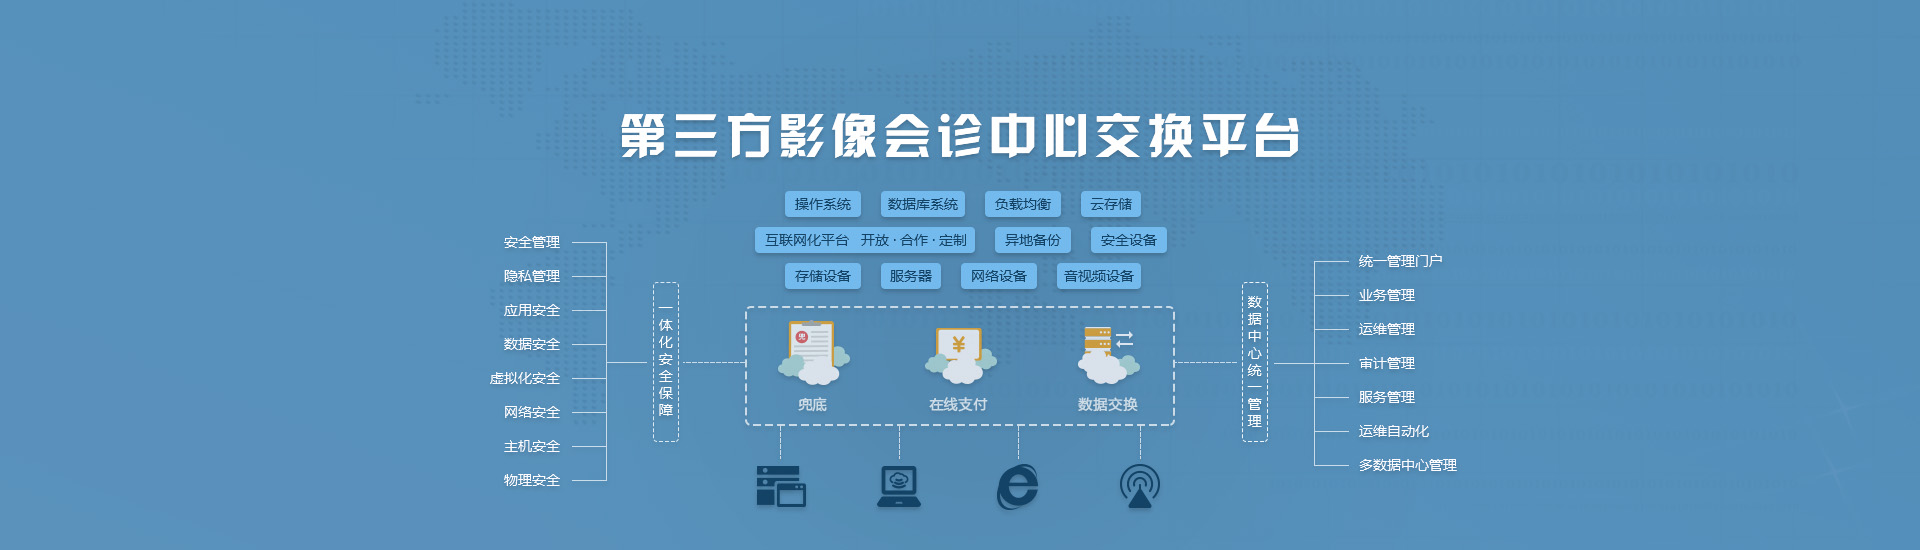 第三方影像会诊中心交换平台
操作系统 数据库系统 负载均衡 云存储
互联网化平台 开放·合作·定制 异地备份 安全设备
存储设备 服务器 网络设备 音视频设备
安全管理
隐私管理
应用安全
数据安全
虚拟化安全
网络安全
主机安全
物理安全
一体化安全保障
兜
¥
兜底 在线支付 数据交换
数据中心统一管理
统一管理门户
业务管理
运维管理
审计管理
服务管理
运维自动化
多数据中心管理